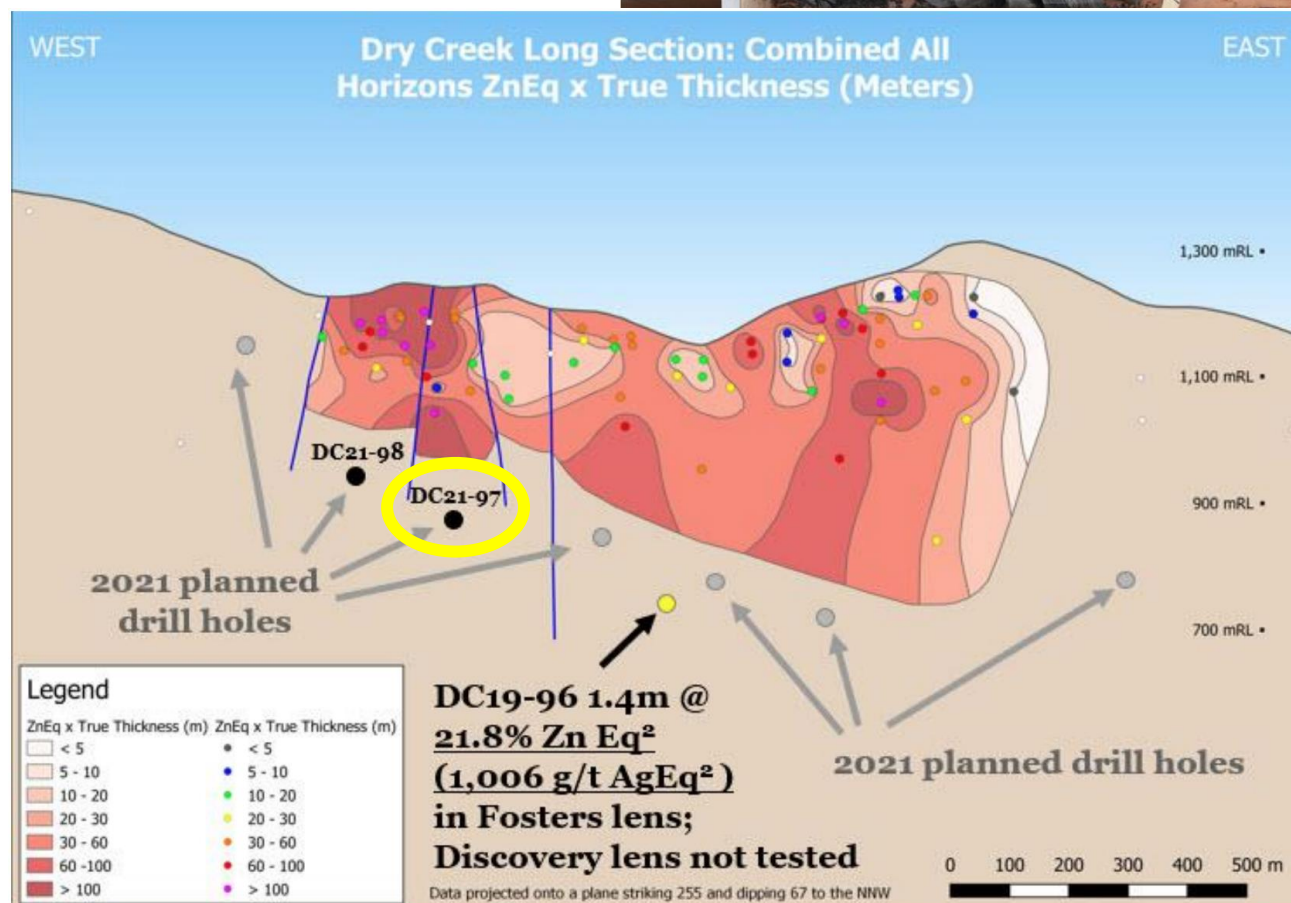 WEST
Dry Creek Long Section: Combined All
Horizons ZnEq x True Thickness (Meters)
EAST
1,300 mRL •
1,100 mRL •
DC21-98
DC21-97
900 mRL •
2021 planned
drill holes
700 mRL •
Legend
ZnEq x True Thickness (m) ZnEq x True Thickness (m)
< 5 < 5
5 - 10 5 - 10
10 - 20 10 - 20
20 - 30 20 - 30
30 - 60 30 - 60
60 -100 60 - 100
> 100 > 100
DC19-96 1.4m @
21.8% Zn Eq²
(1,006 g/t AgEq² )
in Fosters lens;
Discovery lens not tested
2021 planned drill holes
0 100 200 300 400 500 m
Data projected onto a plane striking 255 and dipping 67 to the NNW